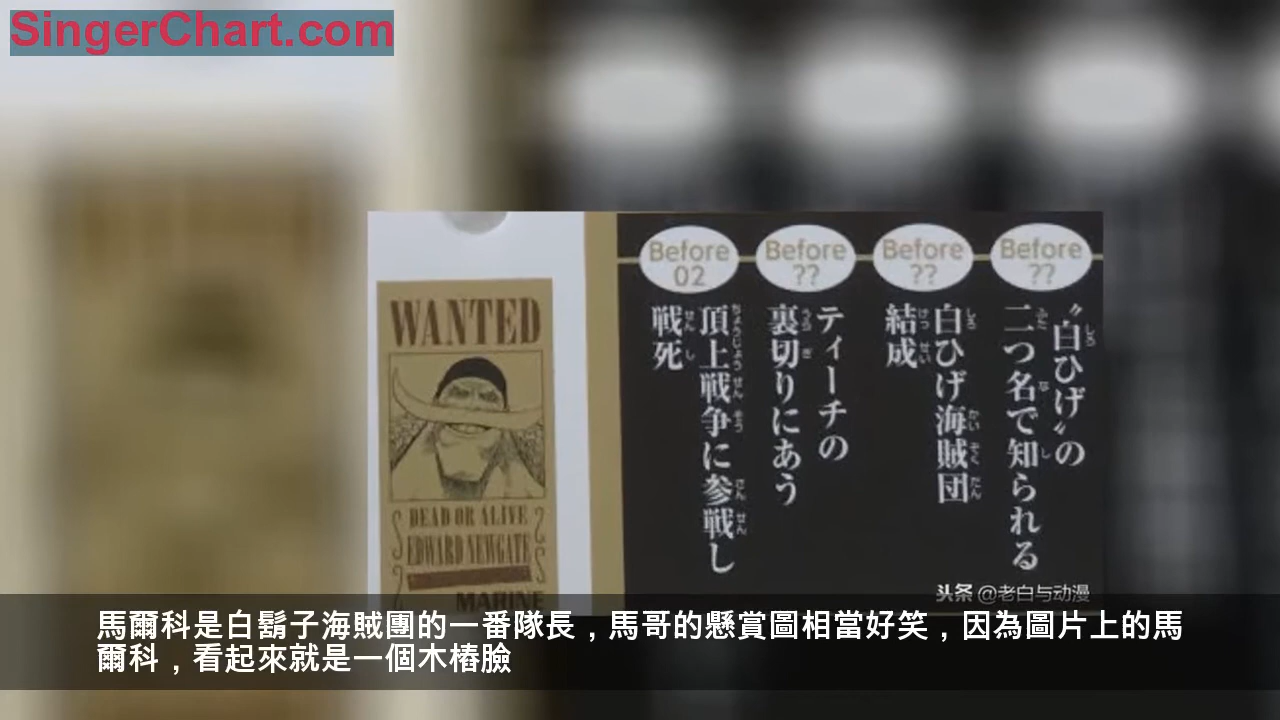 SingerChart.com
WANTED
DEAD OR ALIVE
EDWARD NEWGATE
MARINE
Before
??
〝白ひげ〟の
二つ名で知られる
Before
??
白ひげ海賊団
結成
Before
??
ティーチの
裏切りにあう
Before
02
頂上戦争に参戦し
戦死
头条 @老白与动漫
馬爾科是白鬍子海賊團的一番隊長，馬哥的懸賞圖相當好笑，因為圖片上的馬
爾科，看起來就是一個木樁臉